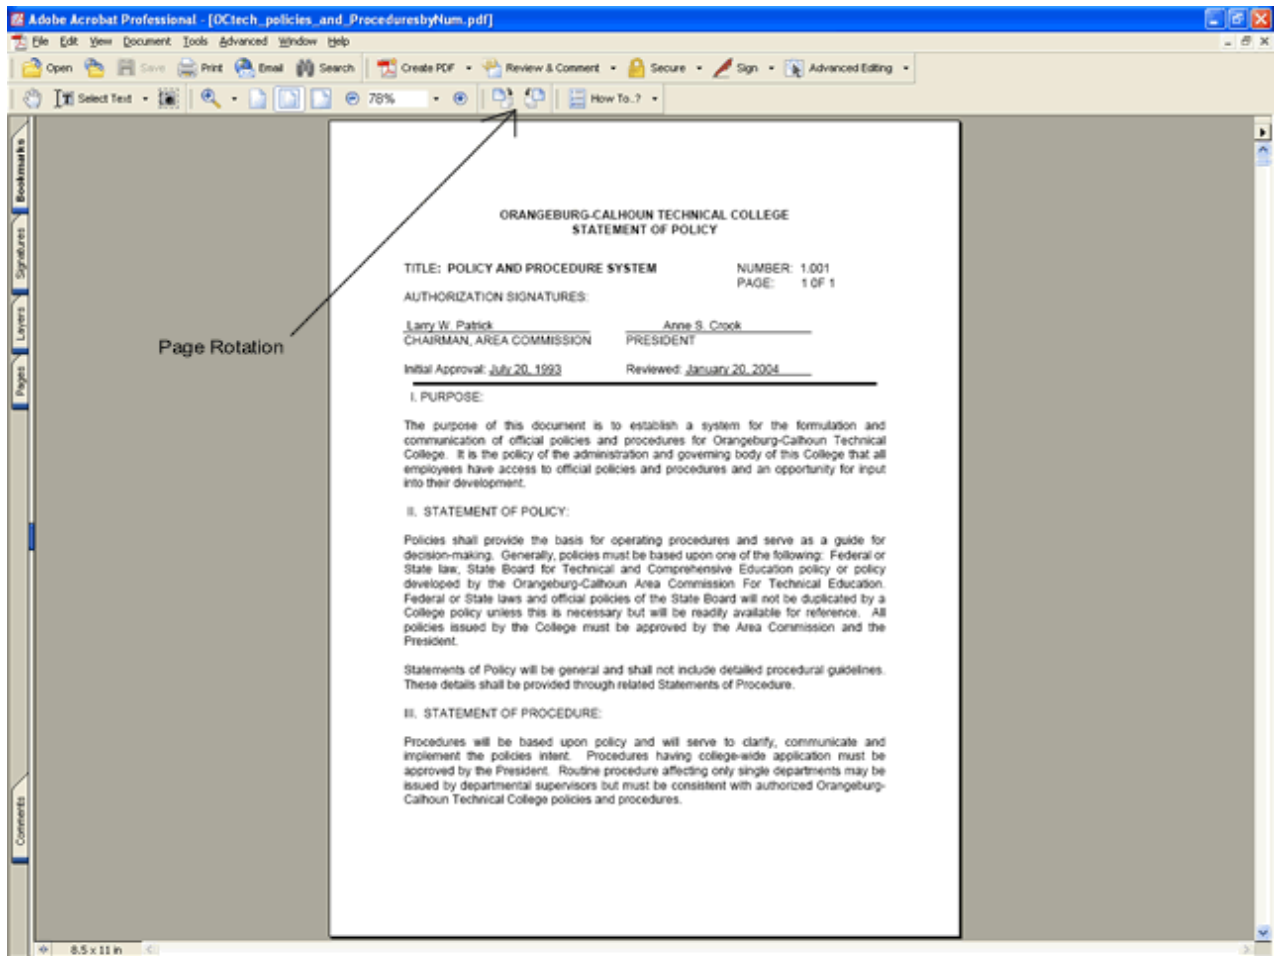 Adobe Acrobat Professional - [OCtech_policies_and_ProceduresbyNum.pdf]
File Edit View Document Tools Advanced Window Help
Open Save Print Email Search Create PDF Review & Comment Secure Sign Advanced Editing
Select Text 78% How To..?
Bookmarks
Signatures
Layers
Pages
Comments
Page Rotation
ORANGEBURG-CALHOUN TECHNICAL COLLEGE
STATEMENT OF POLICY
TITLE: POLICY AND PROCEDURE SYSTEM NUMBER: 1.001
PAGE: 1 OF 1
AUTHORIZATION SIGNATURES:
Larry W. Patrick Anne S. Crook
CHAIRMAN, AREA COMMISSION PRESIDENT
Initial Approval: July 20, 1993 Reviewed: January 20, 2004
I. PURPOSE:
The purpose of this document is to establish a system for the formulation and
communication of official policies and procedures for Orangeburg-Calhoun Technical
College. It is the policy of the administration and governing body of this College that all
employees have access to official policies and procedures and an opportunity for input
into their development.
II. STATEMENT OF POLICY:
Policies shall provide the basis for operating procedures and serve as a guide for
decision-making. Generally, policies must be based upon one of the following: Federal or
State law, State Board for Technical and Comprehensive Education policy or policy
developed by the Orangeburg-Calhoun Area Commission For Technical Education.
Federal or State laws and official policies of the State Board will not be duplicated by a
College policy unless this is necessary but will be readily available for reference. All
policies issued by the College must be approved by the Area Commission and the
President.
Statements of Policy will be general and shall not include detailed procedural guidelines.
These details shall be provided through related Statements of Procedure.
III. STATEMENT OF PROCEDURE:
Procedures will be based upon policy and will serve to clarify, communicate and
implement the policies intent. Procedures having college-wide application must be
approved by the President. Routine procedure affecting only single departments may be
issued by departmental supervisors but must be consistent with authorized Orangeburg-
Calhoun Technical College policies and procedures.
8.5 x 11 in